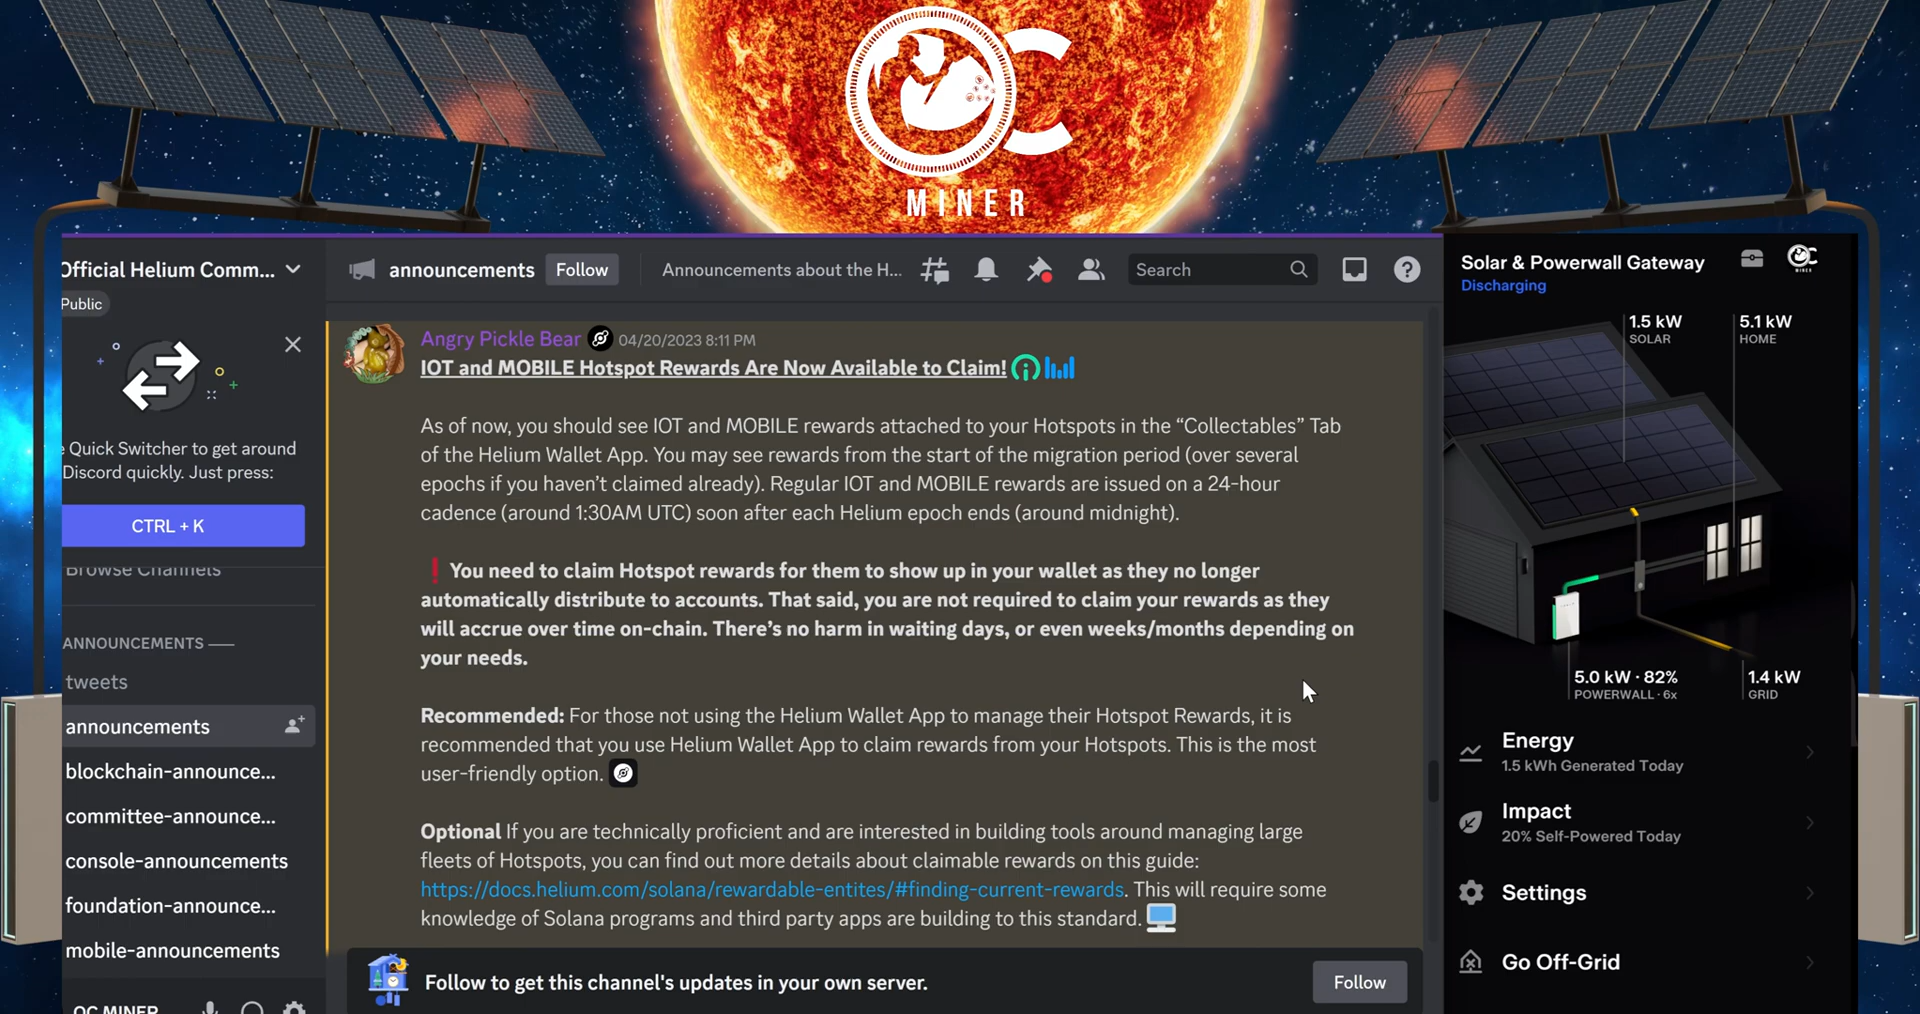 C
MINER
Official Helium Comm...
Public
Quick Switcher to get around
Discord quickly. Just press:
CTRL + K
Browse Channels
ANNOUNCEMENTS
tweets
announcements
blockchain-announce...
committee-announce...
console-announcements
foundation-announce...
mobile-announcements
OC MINER
announcements
Follow
Announcements about the H...
Search
Angry Pickle Bear 04/20/2023 8:11 PM
IOT and MOBILE Hotspot Rewards Are Now Available to Claim!
As of now, you should see IOT and MOBILE rewards attached to your Hotspots in the “Collectables” Tab
of the Helium Wallet App. You may see rewards from the start of the migration period (over several
epochs if you haven’t claimed already). Regular IOT and MOBILE rewards are issued on a 24-hour
cadence (around 1:30AM UTC) soon after each Helium epoch ends (around midnight).
❗You need to claim Hotspot rewards for them to show up in your wallet as they no longer
automatically distribute to accounts. That said, you are not required to claim your rewards as they
will accrue over time on-chain. There’s no harm in waiting days, or even weeks/months depending on
your needs.
Recommended: For those not using the Helium Wallet App to manage their Hotspot Rewards, it is
recommended that you use Helium Wallet App to claim rewards from your Hotspots. This is the most
user-friendly option.
Optional If you are technically proficient and are interested in building tools around managing large
fleets of Hotspots, you can find out more details about claimable rewards on this guide:
https://docs.helium.com/solana/rewardable-entites/#finding-current-rewards. This will require some
knowledge of Solana programs and third party apps are building to this standard.
Follow to get this channel's updates in your own server.
Follow
Solar & Powerwall Gateway
Discharging
1.5 kW
SOLAR
5.1 kW
HOME
5.0 kW · 82%
POWERWALL · 6x
1.4 kW
GRID
Energy
1.5 kWh Generated Today
Impact
20% Self-Powered Today
Settings
Go Off-Grid